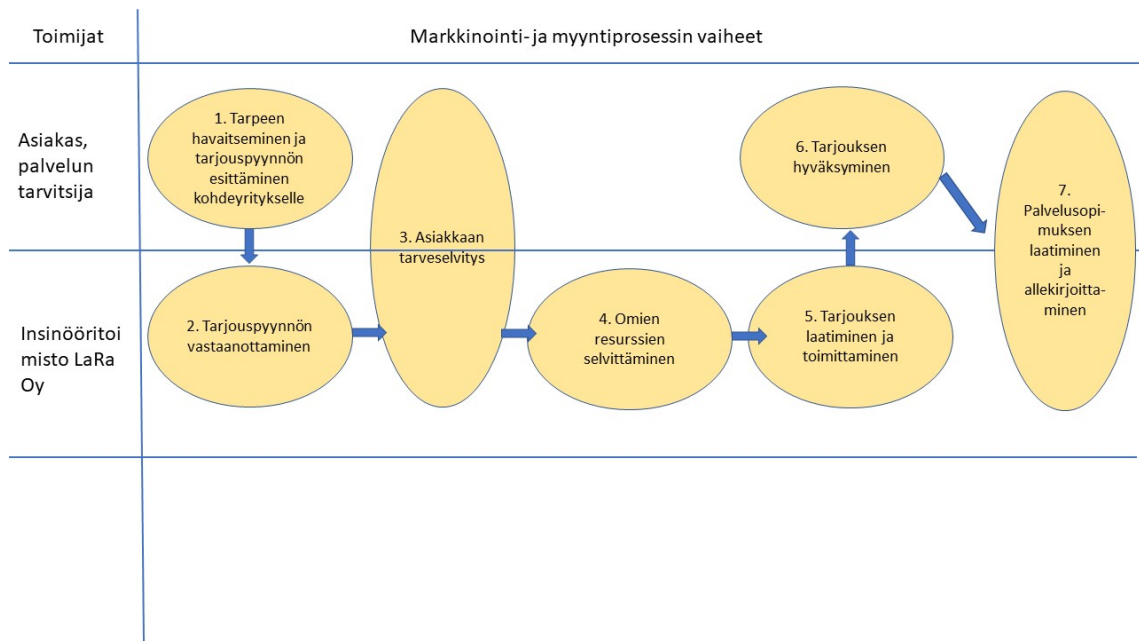 Toimijat
Markkinointi- ja myyntiprosessin vaiheet
Asiakas,
palvelun
tarvitsija
1. Tarpeen
havaitseminen ja
tarjouspyynnön
esittäminen
kohdeyritykselle
3. Asiakkaan
tarveselvitys
6. Tarjouksen
hyväksyminen
7.
Palvelusopi-
muksen
laatiminen
ja
allekirjoitta-
minen
Insinööritoi
misto LaRa
Oy
2. Tarjouspyynnön
vastaanottaminen
4. Omien
resurssien
selvittäminen
5. Tarjouksen
laatiminen ja
toimittaminen